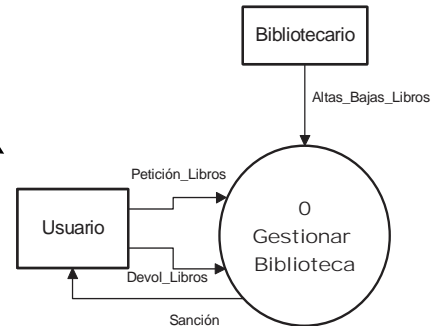 Bibliotecario
Altas_Bajas_Libros
Petición_Libros
Usuario
0
Gestionar
Biblioteca
Devol_Libros
Sanción